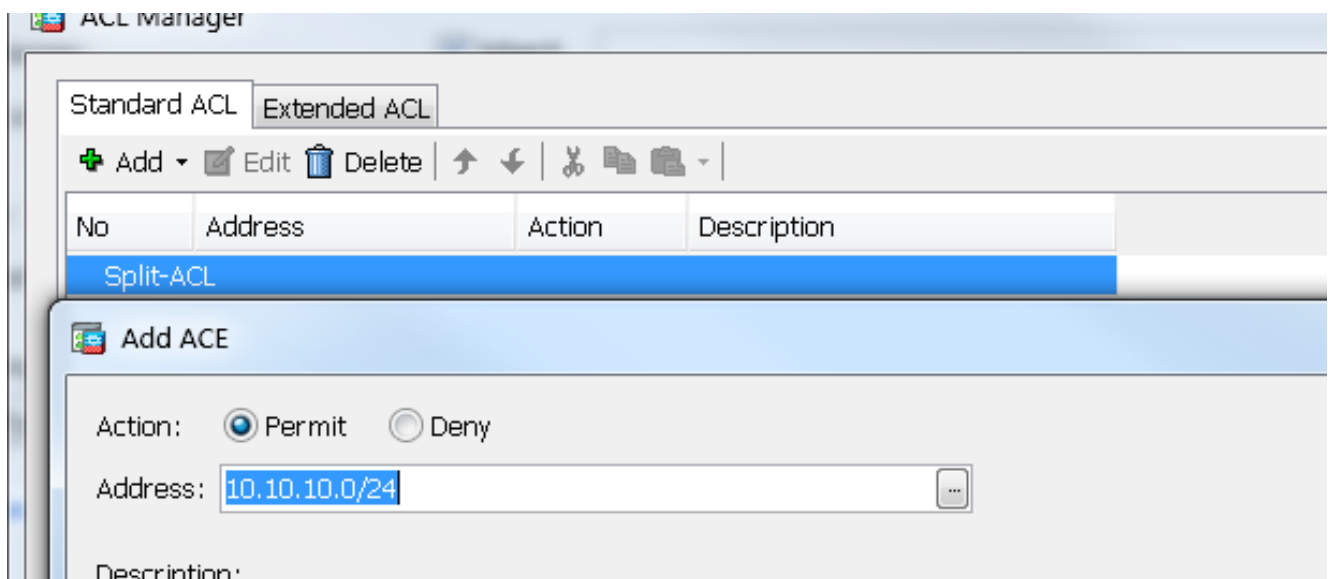 ACL Manager
Standard ACL Extended ACL
Add Edit Delete
No Address Action Description
Split-ACL
Add ACE
Action: Permit Deny
Address: 10.10.10.0/24 ...
Description: